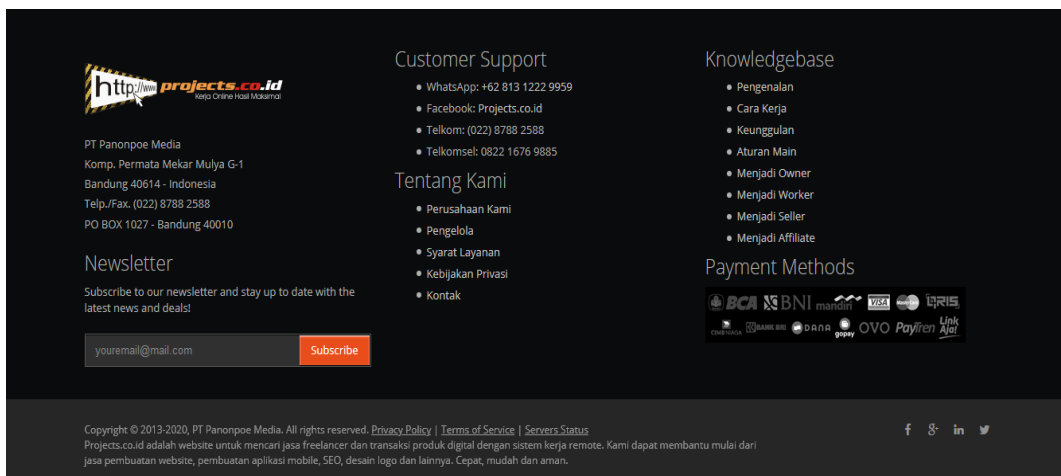 http://www projects.co.id
Kerja Online Hasil Maksimal
PT Panonpoe Media
Komp. Permata Mekar Mulya G-1
Bandung 40614 - Indonesia
Telp./Fax. (022) 8788 2588
PO BOX 1027 - Bandung 40010
Newsletter
Subscribe to our newsletter and stay up to date with the
latest news and deals!
youremail@mail.com
Subscribe
Customer Support
WhatsApp: +62 813 1222 9959
Facebook: Projects.co.id
Telkom: (022) 8788 2588
Telkomsel: 0822 1676 9885
Tentang Kami
Perusahaan Kami
Pengelola
Syarat Layanan
Kebijakan Privasi
Kontak
Knowledgebase
Pengenalan
Cara Kerja
Keunggulan
Aturan Main
Menjadi Owner
Menjadi Worker
Menjadi Seller
Menjadi Affiliate
Payment Methods
BCA BNI mandiri VISA MasterCard QRIS
CIMB NIAGA BANK BRI DANA gopay OVO PayTren Link Aja!
Copyright © 2013-2020, PT Panonpoe Media. All rights reserved. Privacy Policy | Terms of Service | Servers Status
Projects.co.id adalah website untuk mencari jasa freelancer dan transaksi produk digital dengan sistem kerja remote. Kami dapat membantu mulai dari
jasa pembuatan website, pembuatan aplikasi mobile, SEO, desain logo dan lainnya. Cepat, mudah dan aman.